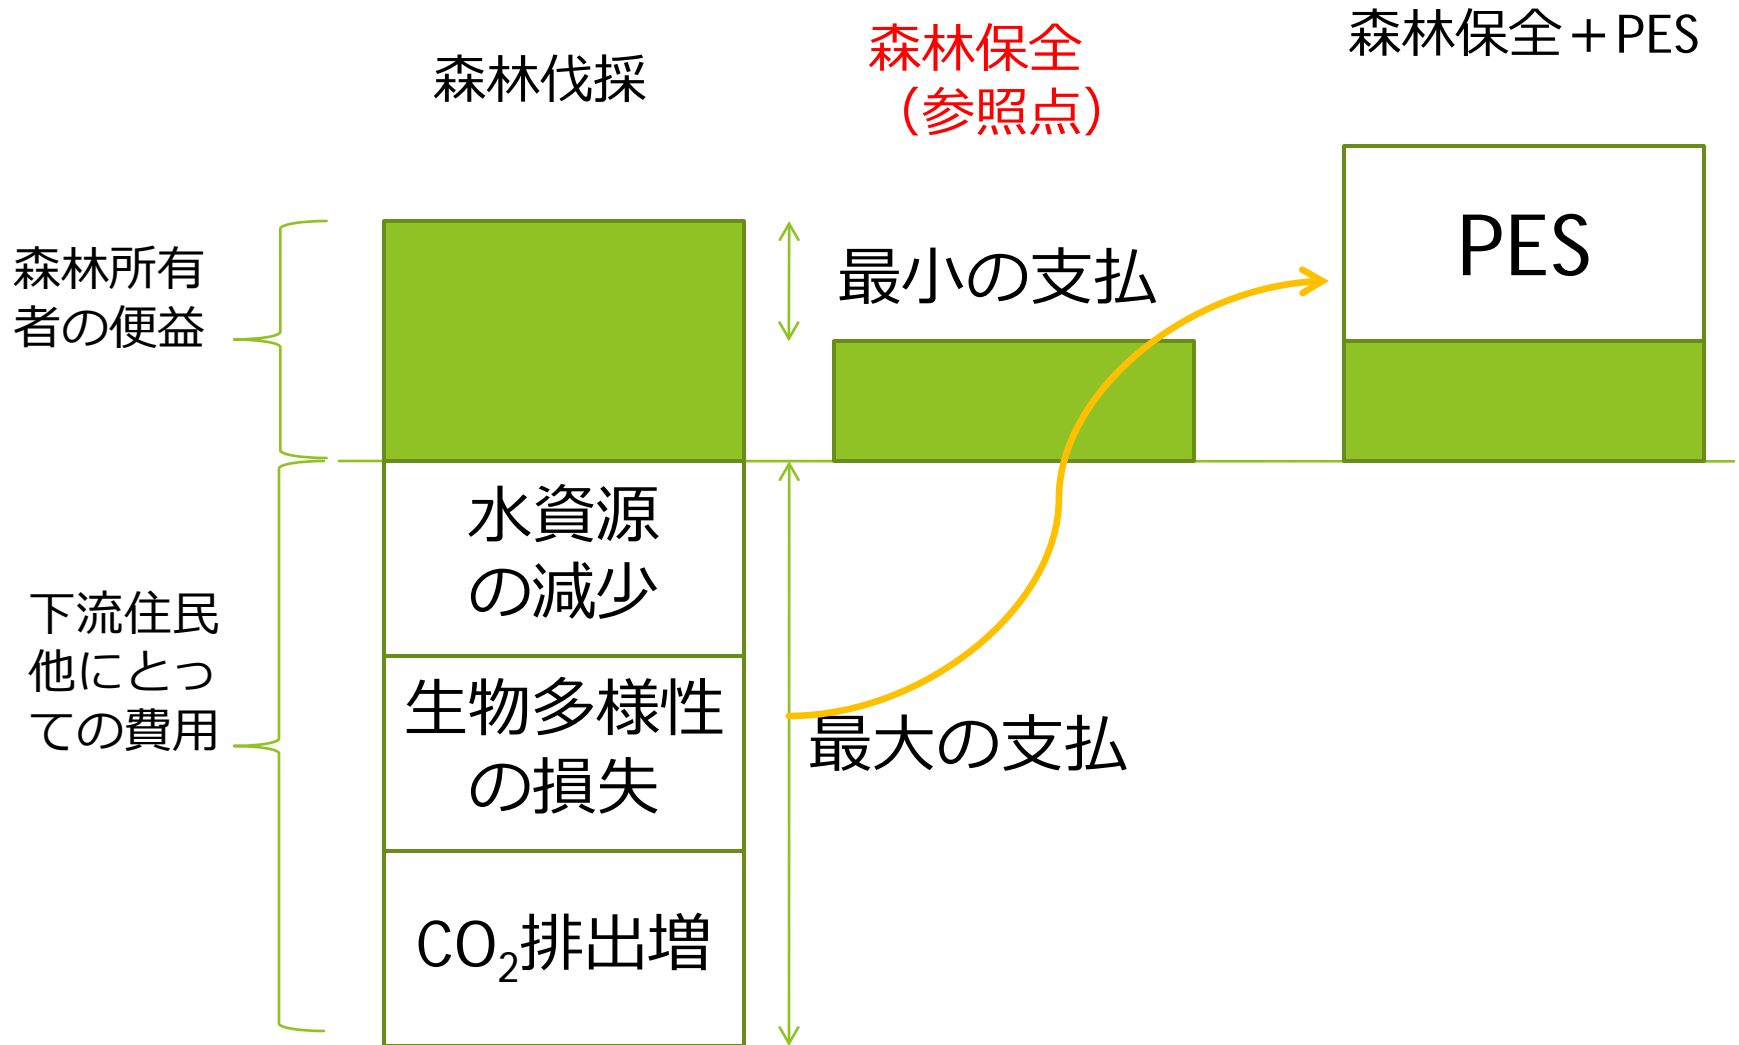 森林伐採
森林保全
（参照点）
森林保全＋PES
森林所有
者の便益
最小の支払
PES
水資源
の減少
下流住民
他にとっ
ての費用
生物多様性
の損失
最大の支払
CO₂排出増